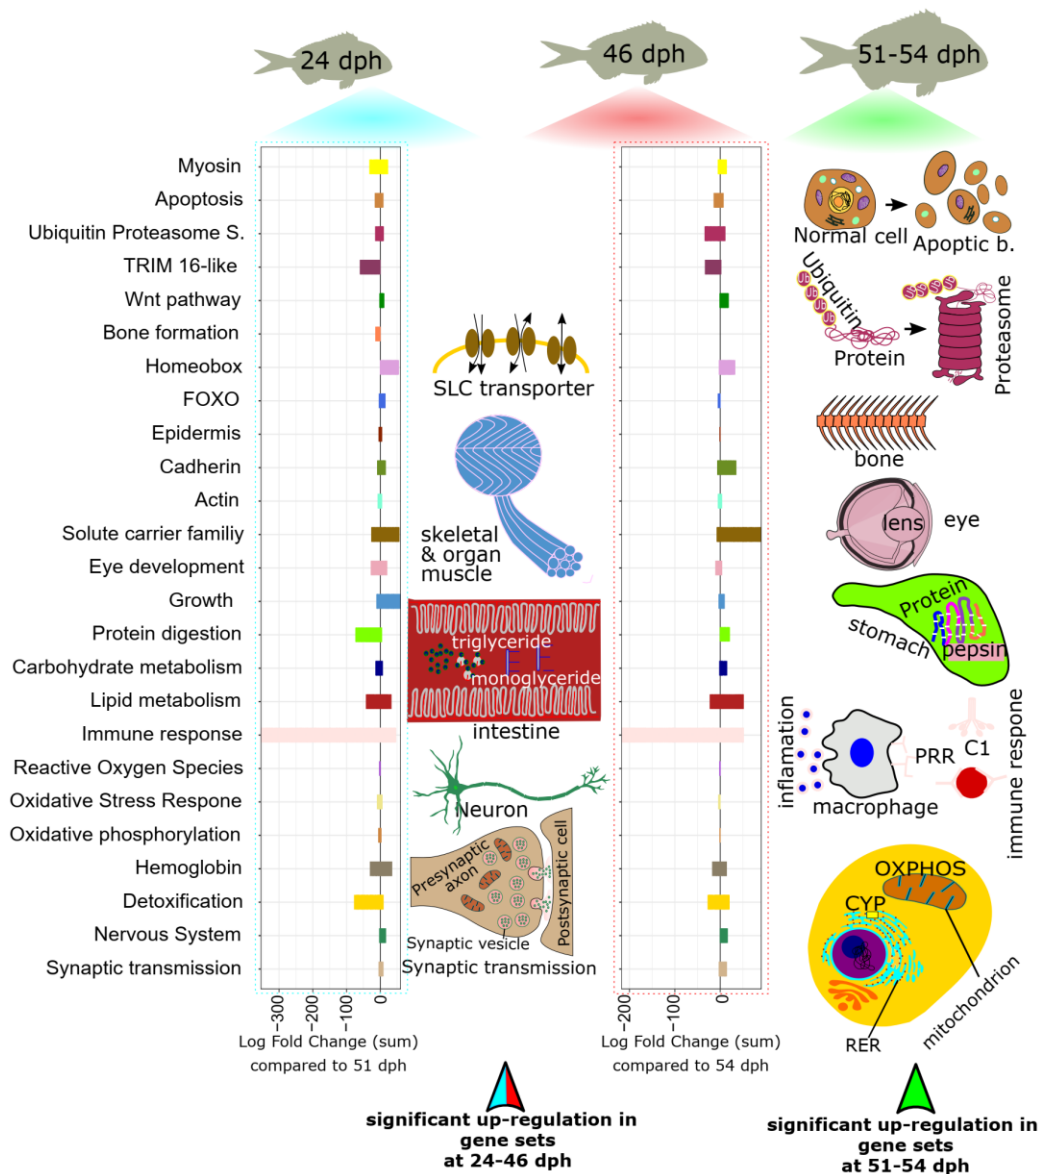 24 dph
46 dph
51-54 dph
Myosin
Apoptosis
Ubiquitin Proteasome S.
TRIM 16-like
Wnt pathway
Bone formation
Homeobox
FOXO
Epidermis
Cadherin
Actin
Solute carrier familiy
Eye development
Growth
Protein digestion
Carbohydrate metabolism
Lipid metabolism
Immune response
Reactive Oxygen Species
Oxidative Stress Respone
Oxidative phosphorylation
Hemoglobin
Detoxification
Nervous System
Synaptic transmission
-300
-200
-100
0
Log Fold Change (sum)
compared to 51 dph
SLC transporter
skeletal
& organ
muscle
triglyceride
monoglyceride
intestine
Neuron
Presynaptic
axon
Postsynaptic cell
Synaptic vesicle
Synaptic transmission
-200
-100
0
Log Fold Change (sum)
compared to 54 dph
Normal cell
Apoptic b.
Ubiquitin
Ub
Ub
Ub
Ub
Protein
Proteasome
bone
lens
eye
Protein
stomach
pepsin
inflamation
macrophage
PRR
C1
immune respone
OXPHOS
CYP
RER
mitochondrion
significant up-regulation in
gene sets
at 24-46 dph
significant up-regulation in
gene sets
at 51-54 dph